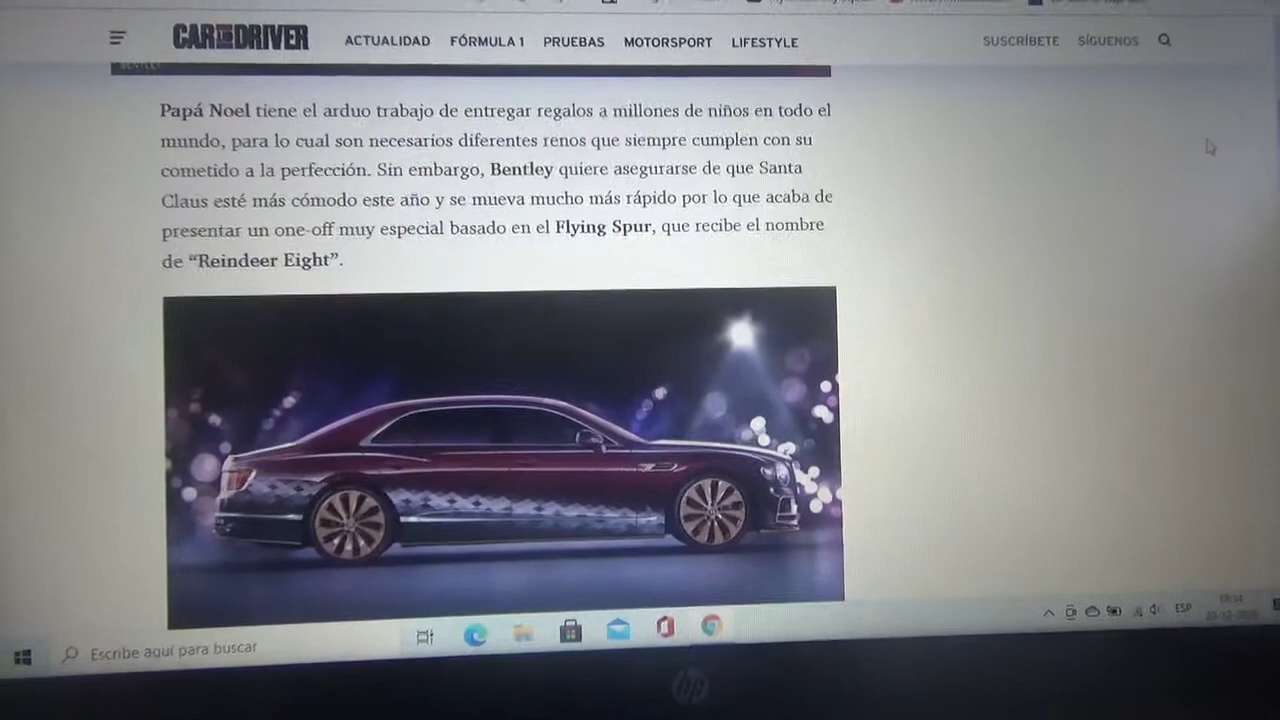 CAR AND DRIVER
ACTUALIDAD FÓRMULA 1 PRUEBAS MOTORSPORT LIFESTYLE
SUSCRÍBETE SÍGUENOS
BENTLEY
Papá Noel tiene el arduo trabajo de entregar regalos a millones de niños en todo el
mundo, para lo cual son necesarios diferentes renos que siempre cumplen con su
cometido a la perfección. Sin embargo, Bentley quiere asegurarse de que Santa
Claus esté más cómodo este año y se mueva mucho más rápido por lo que acaba de
presentar un one-off muy especial basado en el Flying Spur, que recibe el nombre
de “Reindeer Eight”.
Escribe aquí para buscar
ESP
hp